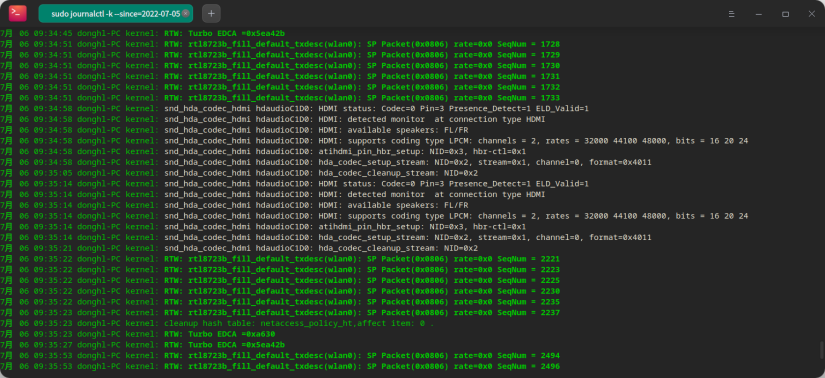 sudo journalctl -k --since=2022-07-05
7月 06 09:34:45 donghl-PC kernel: RTW: Turbo EDCA =0x5ea42b
7月 06 09:34:51 donghl-PC kernel: RTW: rtl8723b_fill_default_txdesc(wlan0): SP Packet(0x0806) rate=0x0 SeqNum = 1728
7月 06 09:34:51 donghl-PC kernel: RTW: rtl8723b_fill_default_txdesc(wlan0): SP Packet(0x0806) rate=0x0 SeqNum = 1729
7月 06 09:34:51 donghl-PC kernel: RTW: rtl8723b_fill_default_txdesc(wlan0): SP Packet(0x0806) rate=0x0 SeqNum = 1730
7月 06 09:34:51 donghl-PC kernel: RTW: rtl8723b_fill_default_txdesc(wlan0): SP Packet(0x0806) rate=0x0 SeqNum = 1731
7月 06 09:34:51 donghl-PC kernel: RTW: rtl8723b_fill_default_txdesc(wlan0): SP Packet(0x0806) rate=0x0 SeqNum = 1732
7月 06 09:34:51 donghl-PC kernel: RTW: rtl8723b_fill_default_txdesc(wlan0): SP Packet(0x0806) rate=0x0 SeqNum = 1733
7月 06 09:34:58 donghl-PC kernel: snd_hda_codec_hdmi hdaudioC1D0: HDMI status: Codec=0 Pin=3 Presence_Detect=1 ELD_Valid=1
7月 06 09:34:58 donghl-PC kernel: snd_hda_codec_hdmi hdaudioC1D0: HDMI: detected monitor  at connection type HDMI
7月 06 09:34:58 donghl-PC kernel: snd_hda_codec_hdmi hdaudioC1D0: HDMI: available speakers: FL/FR
7月 06 09:34:58 donghl-PC kernel: snd_hda_codec_hdmi hdaudioC1D0: HDMI: supports coding type LPCM: channels = 2, rates = 32000 44100 48000, bits = 16 20 24
7月 06 09:34:58 donghl-PC kernel: snd_hda_codec_hdmi hdaudioC1D0: atihdmi_pin_hbr_setup: NID=0x3, hbr-ctl=0x1
7月 06 09:34:58 donghl-PC kernel: snd_hda_codec_hdmi hdaudioC1D0: hda_codec_setup_stream: NID=0x2, stream=0x1, channel=0, format=0x4011
7月 06 09:35:05 donghl-PC kernel: snd_hda_codec_hdmi hdaudioC1D0: hda_codec_cleanup_stream: NID=0x2
7月 06 09:35:14 donghl-PC kernel: snd_hda_codec_hdmi hdaudioC1D0: HDMI status: Codec=0 Pin=3 Presence_Detect=1 ELD_Valid=1
7月 06 09:35:14 donghl-PC kernel: snd_hda_codec_hdmi hdaudioC1D0: HDMI: detected monitor  at connection type HDMI
7月 06 09:35:14 donghl-PC kernel: snd_hda_codec_hdmi hdaudioC1D0: HDMI: available speakers: FL/FR
7月 06 09:35:14 donghl-PC kernel: snd_hda_codec_hdmi hdaudioC1D0: HDMI: supports coding type LPCM: channels = 2, rates = 32000 44100 48000, bits = 16 20 24
7月 06 09:35:14 donghl-PC kernel: snd_hda_codec_hdmi hdaudioC1D0: atihdmi_pin_hbr_setup: NID=0x3, hbr-ctl=0x1
7月 06 09:35:14 donghl-PC kernel: snd_hda_codec_hdmi hdaudioC1D0: hda_codec_setup_stream: NID=0x2, stream=0x1, channel=0, format=0x4011
7月 06 09:35:21 donghl-PC kernel: snd_hda_codec_hdmi hdaudioC1D0: hda_codec_cleanup_stream: NID=0x2
7月 06 09:35:22 donghl-PC kernel: RTW: rtl8723b_fill_default_txdesc(wlan0): SP Packet(0x0806) rate=0x0 SeqNum = 2221
7月 06 09:35:22 donghl-PC kernel: RTW: rtl8723b_fill_default_txdesc(wlan0): SP Packet(0x0806) rate=0x0 SeqNum = 2223
7月 06 09:35:22 donghl-PC kernel: RTW: rtl8723b_fill_default_txdesc(wlan0): SP Packet(0x0806) rate=0x0 SeqNum = 2225
7月 06 09:35:22 donghl-PC kernel: RTW: rtl8723b_fill_default_txdesc(wlan0): SP Packet(0x0806) rate=0x0 SeqNum = 2230
7月 06 09:35:22 donghl-PC kernel: RTW: rtl8723b_fill_default_txdesc(wlan0): SP Packet(0x0806) rate=0x0 SeqNum = 2235
7月 06 09:35:23 donghl-PC kernel: RTW: rtl8723b_fill_default_txdesc(wlan0): SP Packet(0x0806) rate=0x0 SeqNum = 2237
7月 06 09:35:23 donghl-PC kernel: cleanup hash table: netaccess_policy_ht,affect item: 0 .
7月 06 09:35:23 donghl-PC kernel: RTW: Turbo EDCA =0xa630
7月 06 09:35:27 donghl-PC kernel: RTW: Turbo EDCA =0x5ea42b
7月 06 09:35:53 donghl-PC kernel: RTW: rtl8723b_fill_default_txdesc(wlan0): SP Packet(0x0806) rate=0x0 SeqNum = 2494
7月 06 09:35:53 donghl-PC kernel: RTW: rtl8723b_fill_default_txdesc(wlan0): SP Packet(0x0806) rate=0x0 SeqNum = 2496